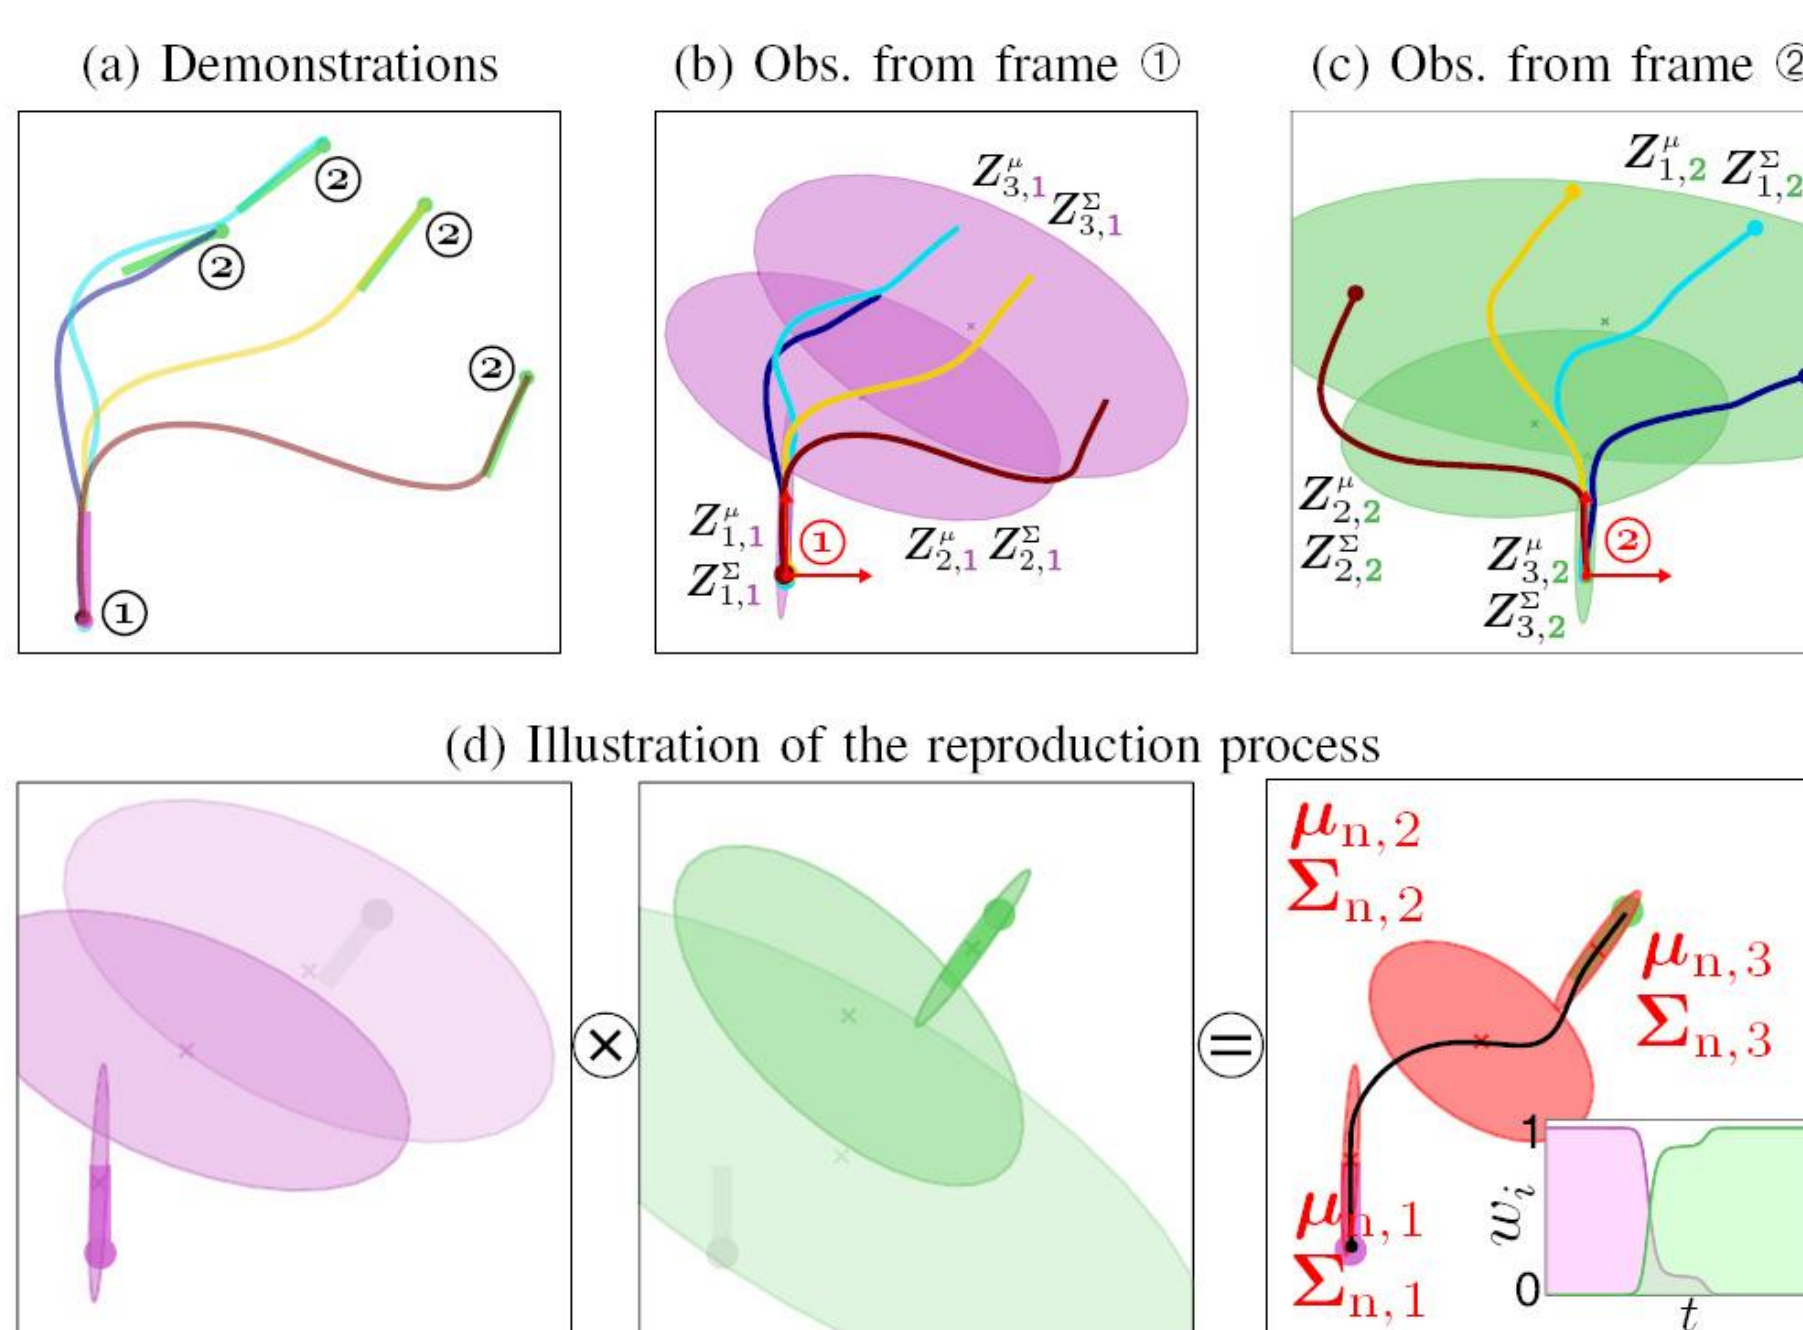 (a) Demonstrations
(b) Obs. from frame ①
(c) Obs. from frame ②
②
②
②
②
①
Z^μ_{3,1}
Z^Σ_{3,1}
Z^μ_{1,1}
Z^Σ_{1,1}
①
Z^μ_{2,1} Z^Σ_{2,1}
Z^μ_{1,2} Z^Σ_{1,2}
Z^μ_{2,2}
Z^Σ_{2,2}
Z^μ_{3,2}
Z^Σ_{3,2}
②
(d) Illustration of the reproduction process
⊗
=
μ_{n,2}
Σ_{n,2}
μ_{n,3}
Σ_{n,3}
μ_{n,1}
Σ_{n,1}
1
w_i
0
t